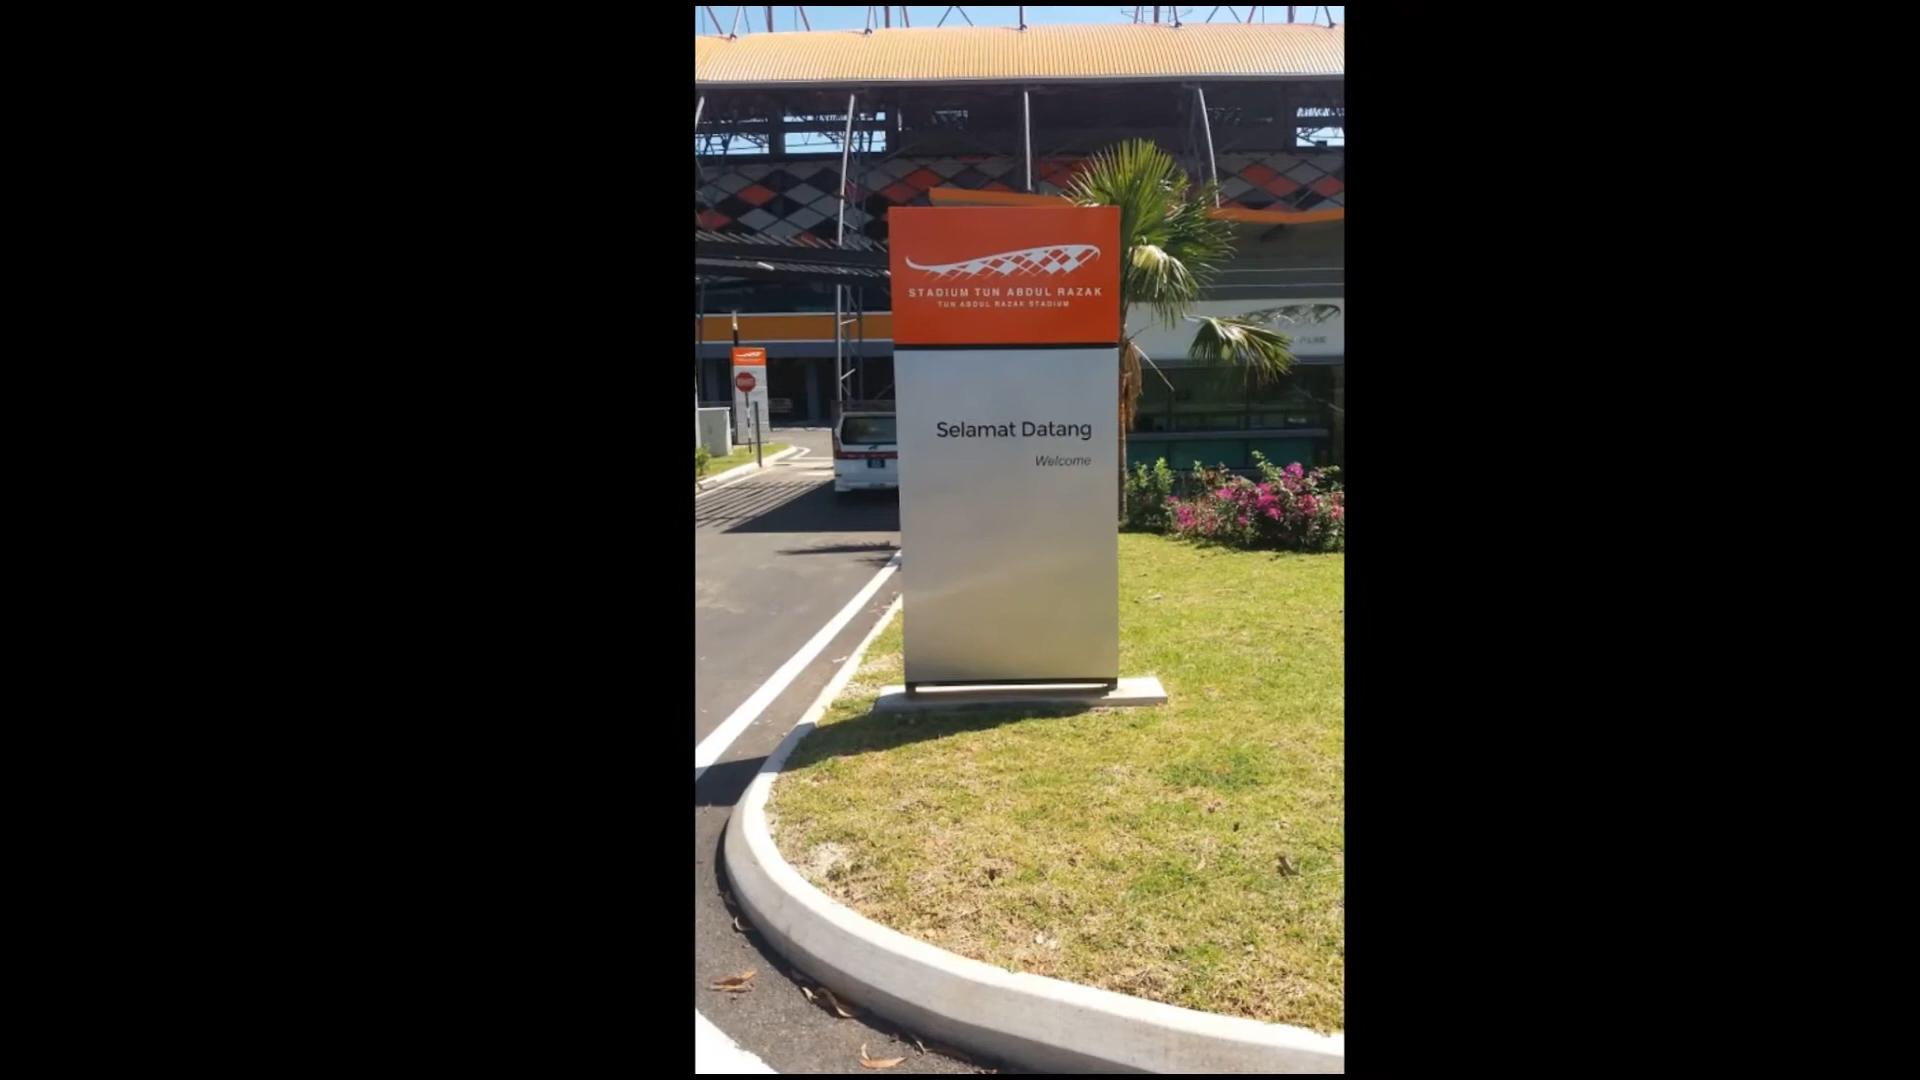 STADIUM TUN ABDUL RAZAK
TUN ABDUL RAZAK STADIUM
Selamat Datang
Welcome